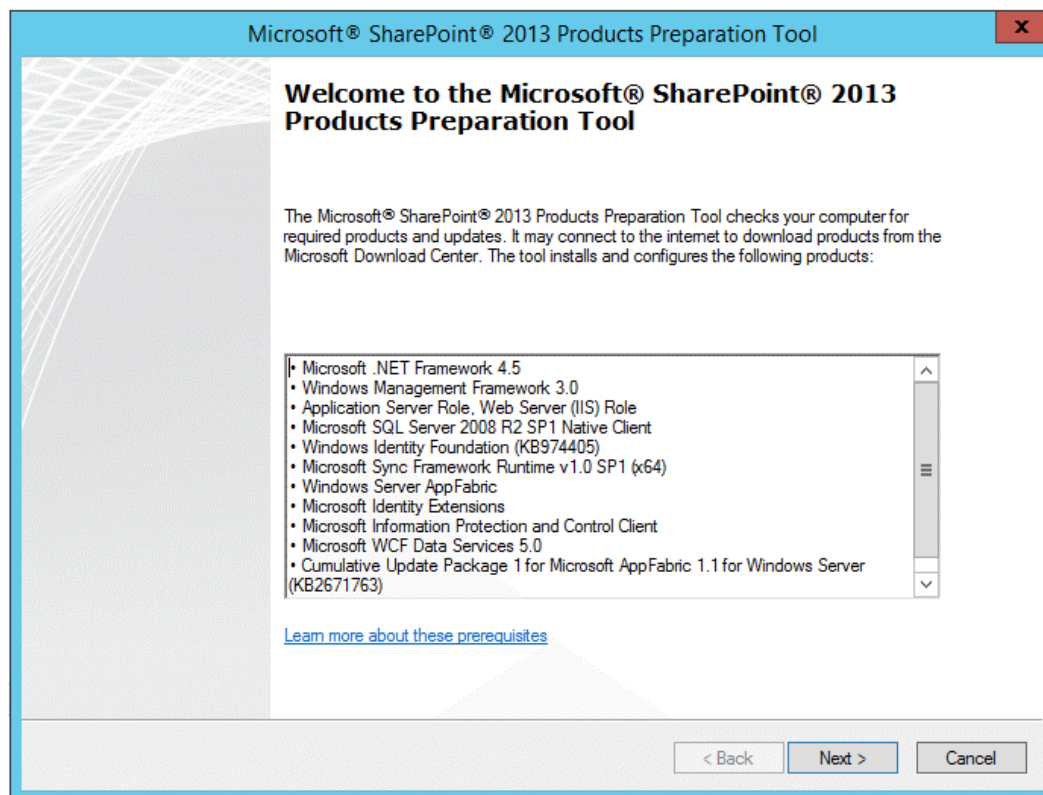 Microsoft® SharePoint® 2013 Products Preparation Tool
x
Welcome to the Microsoft® SharePoint® 2013
Products Preparation Tool
The Microsoft® SharePoint® 2013 Products Preparation Tool checks your computer for
required products and updates. It may connect to the internet to download products from the
Microsoft Download Center. The tool installs and configures the following products:
• Microsoft .NET Framework 4.5
• Windows Management Framework 3.0
• Application Server Role, Web Server (IIS) Role
• Microsoft SQL Server 2008 R2 SP1 Native Client
• Windows Identity Foundation (KB974405)
• Microsoft Sync Framework Runtime v1.0 SP1 (x64)
• Windows Server AppFabric
• Microsoft Identity Extensions
• Microsoft Information Protection and Control Client
• Microsoft WCF Data Services 5.0
• Cumulative Update Package 1 for Microsoft AppFabric 1.1 for Windows Server
(KB2671763)
Learn more about these prerequisites
< Back
Next >
Cancel